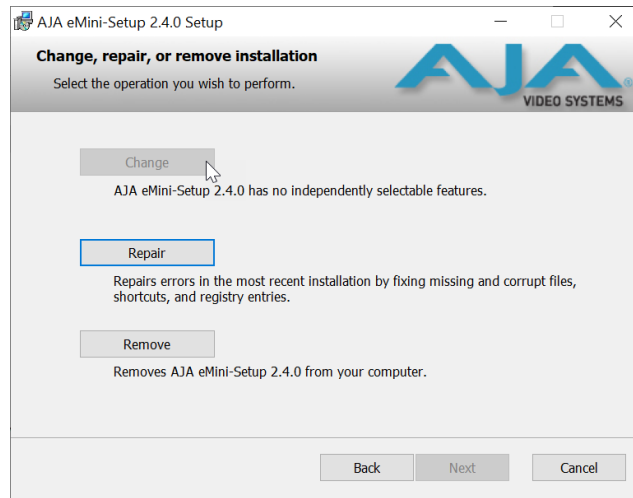 AJA eMini-Setup 2.4.0 Setup
Change, repair, or remove installation
Select the operation you wish to perform.
AJA®
VIDEO SYSTEMS
Change
AJA eMini-Setup 2.4.0 has no independently selectable features.
Repair
Repairs errors in the most recent installation by fixing missing and corrupt files,
shortcuts, and registry entries.
Remove
Removes AJA eMini-Setup 2.4.0 from your computer.
Back Next Cancel